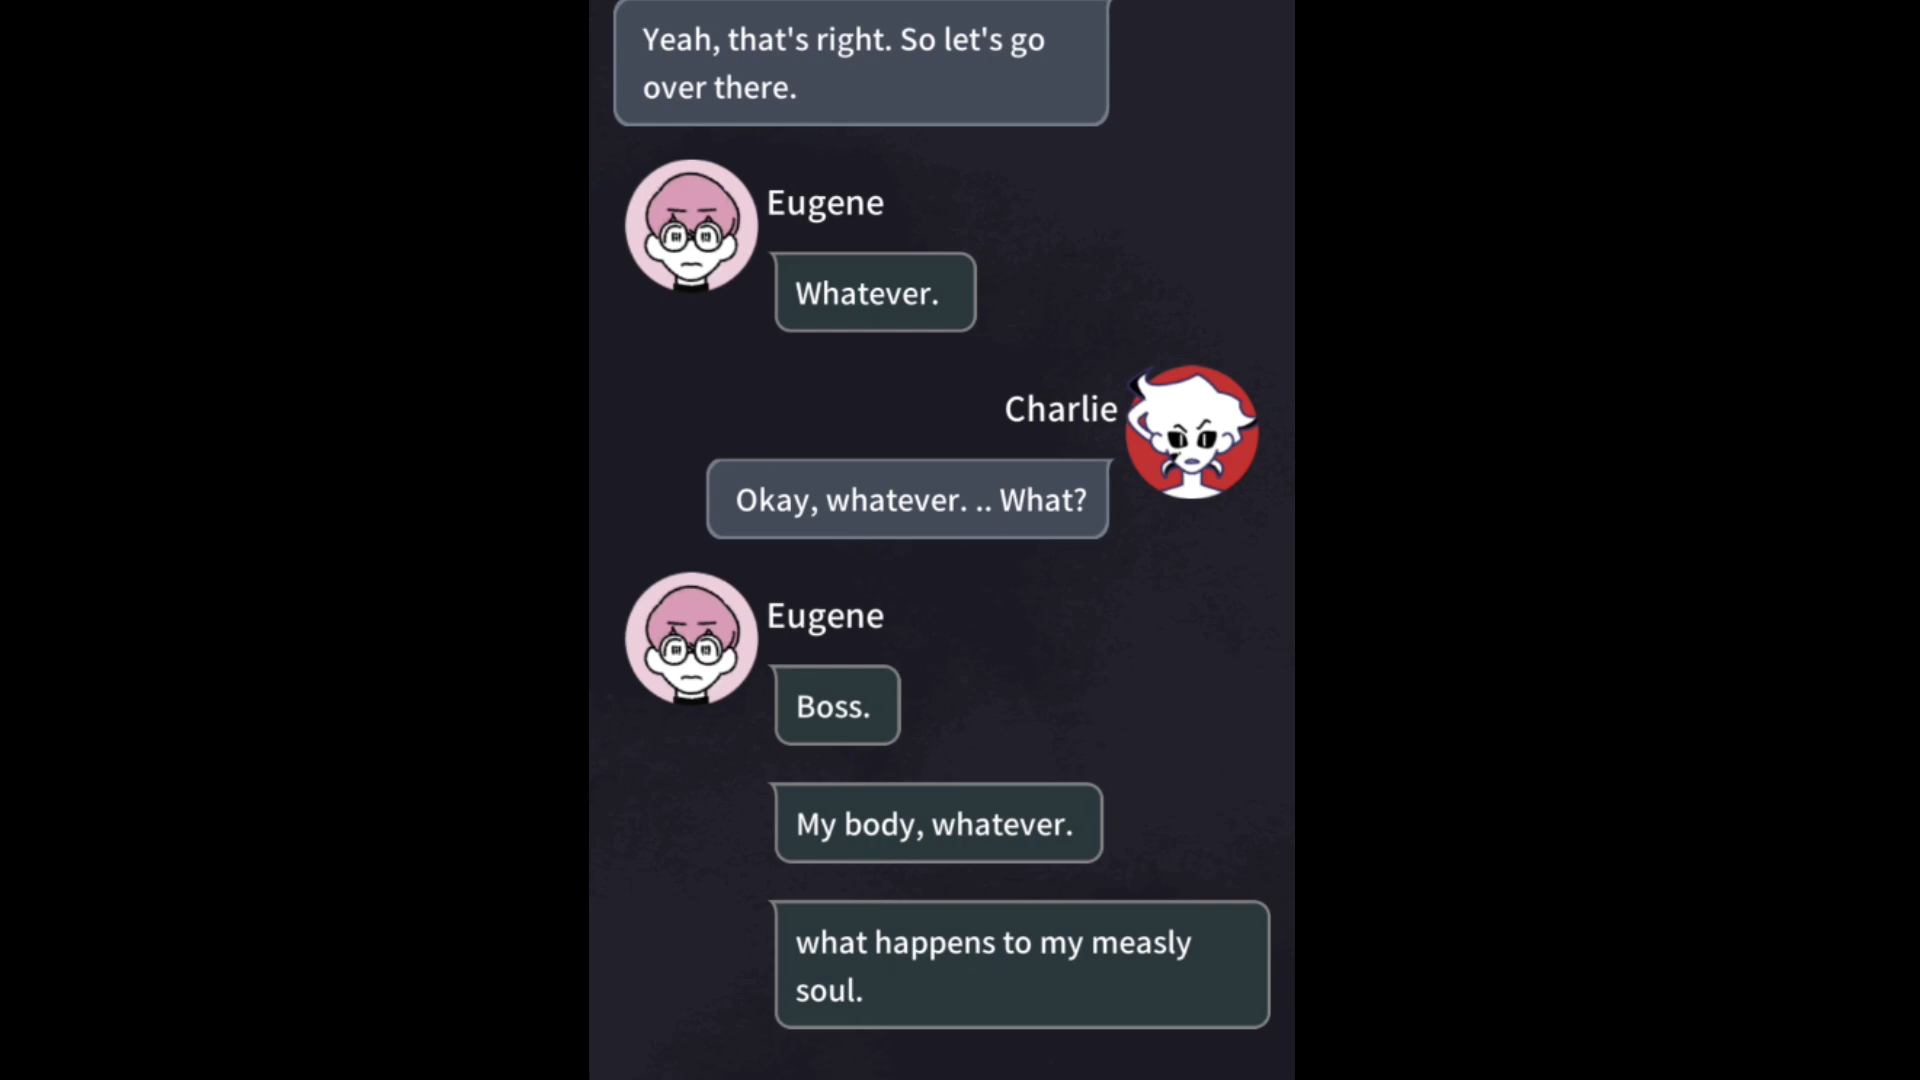 Yeah, that's right. So let's go
over there.
Eugene
Whatever.
Charlie
Okay, whatever. .. What?
Eugene
Boss.
My body, whatever.
what happens to my measly
soul.